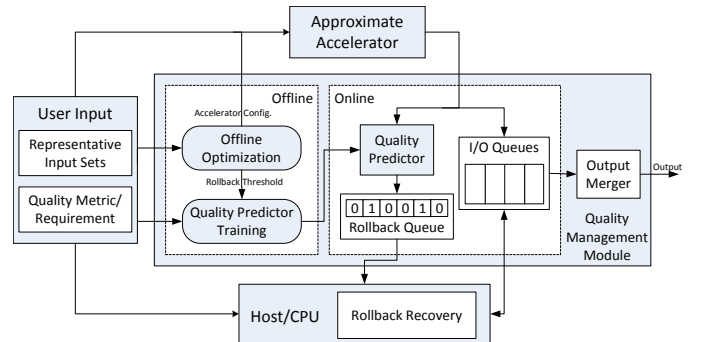 Approximate
Accelerator
User Input
Representative
Input Sets
Quality Metric/
Requirement
Offline
Accelerator Config.
Offline
Optimization
Rollback Threshold
Quality Predictor
Training
Online
Quality
Predictor
0 1 0 0 1 0
Rollback Queue
I/O Queues
Output
Merger
Output
Quality
Management
Module
Host/CPU
Rollback Recovery